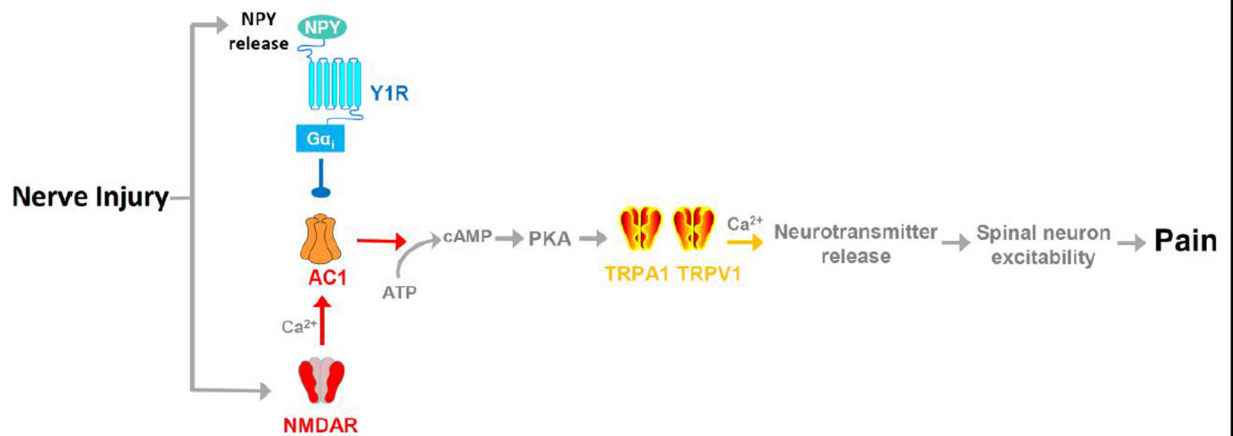 NPY
release
NPY
Y1R
Gαi
Nerve Injury
AC1
ATP
cAMP
PKA
TRPA1 TRPV1
Ca²⁺
Neurotransmitter
release
Spinal neuron
excitability
Pain
Ca²⁺
NMDAR